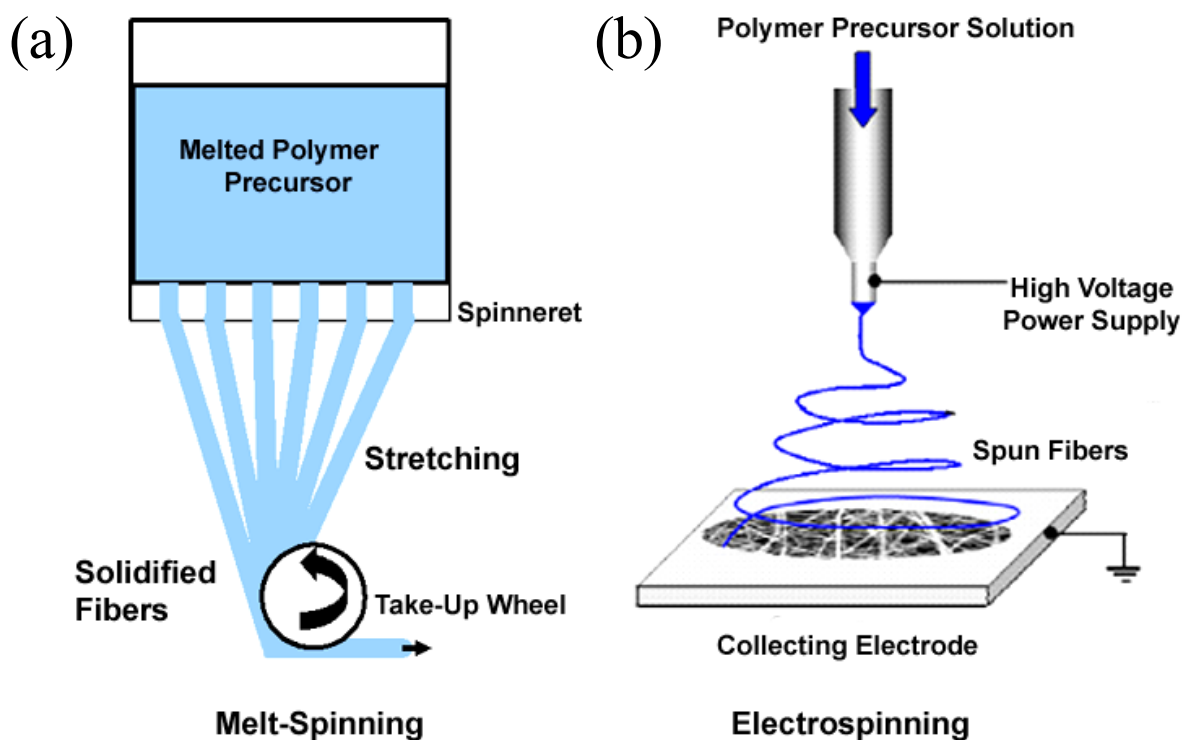 (a)
Melted Polymer
Precursor
Spinneret
Stretching
Solidified
Fibers
Take-Up Wheel
Melt-Spinning
(b)
Polymer Precursor Solution
High Voltage
Power Supply
Spun Fibers
Collecting Electrode
Electrospinning